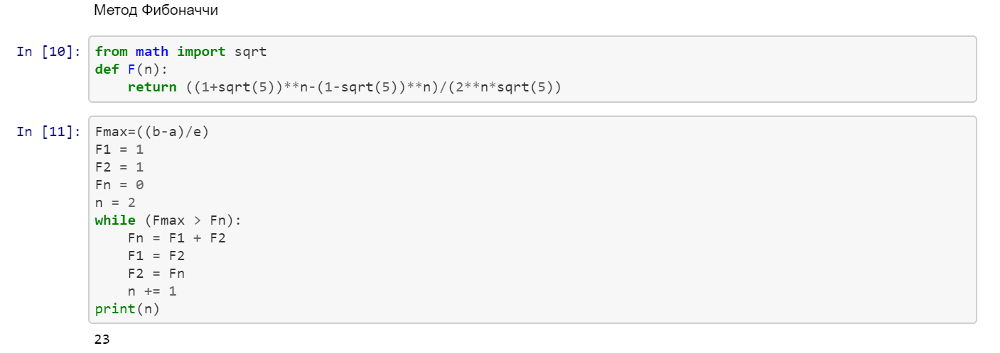 Метод Фибоначчи
In [10]: from math import sqrt
def F(n):
    return ((1+sqrt(5))**n-(1-sqrt(5))**n)/(2**n*sqrt(5))
In [11]: Fmax=((b-a)/e)
F1 = 1
F2 = 1
Fn = 0
n = 2
while (Fmax > Fn):
    Fn = F1 + F2
    F1 = F2
    F2 = Fn
    n += 1
print(n)
23